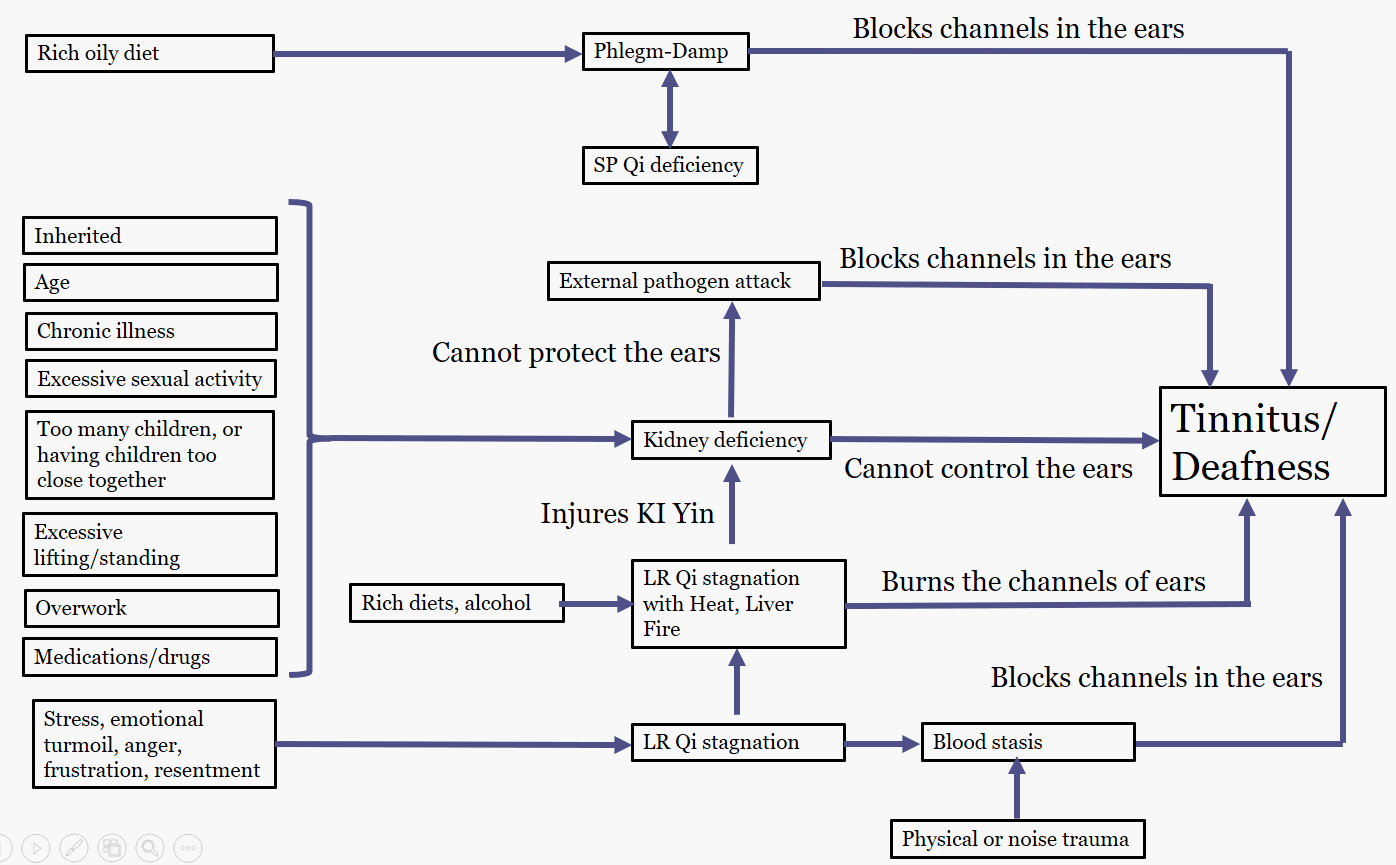 Blocks channels in the ears
Rich oily diet
Phlegm-Damp
SP Qi deficiency
Inherited
Age
Chronic illness
Excessive sexual activity
Too many children, or
having children too
close together
Excessive
lifting/standing
Overwork
Medications/drugs
External pathogen attack
Blocks channels in the ears
Cannot protect the ears
Kidney deficiency
Cannot control the ears
Tinnitus/
Deafness
Injures KI Yin
Rich diets, alcohol
LR Qi stagnation
with Heat, Liver
Fire
Burns the channels of ears
Blocks channels in the ears
Stress, emotional
turmoil, anger,
frustration, resentment
LR Qi stagnation
Blood stasis
Physical or noise trauma